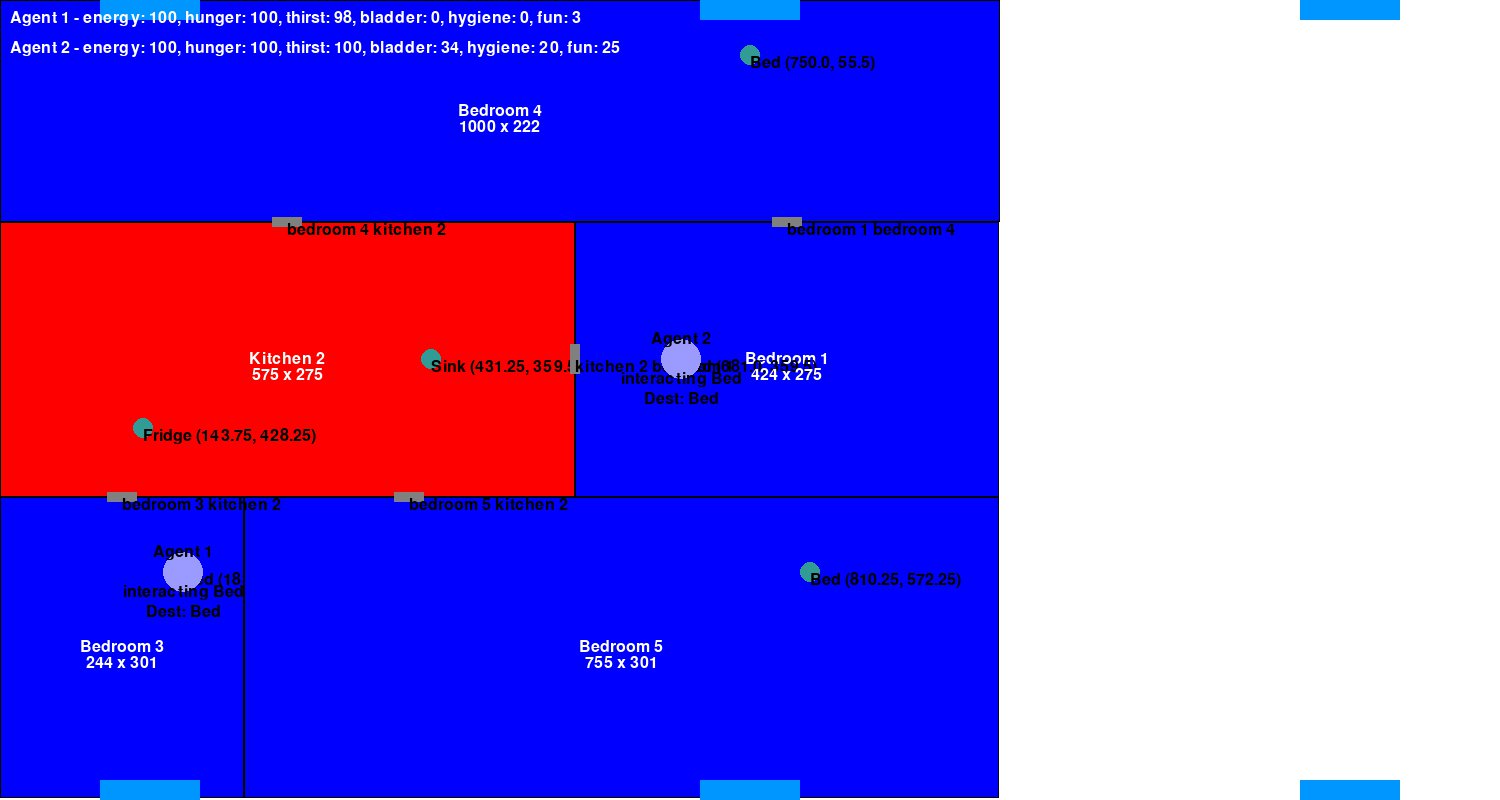 Agent 1 - energy: 100, hunger: 100, thirst: 98, bladder: 0, hygiene: 0, fun: 3
Agent 2 - energy: 100, hunger: 100, thirst: 100, bladder: 34, hygiene: 20, fun: 25
Bed (750.0, 55.5)
Bedroom 4
1000 x 222
bedroom 4 kitchen 2
bedroom 1 bedroom 4
Agent 2
Kitchen 2
575 x 275
Sink (431.25, 359.
kitchen 2
Bedroom 1
424 x 275
interacting Bed
Dest: Bed
Fridge (143.75, 428.25)
bedroom 3 kitchen 2
bedroom 5 kitchen 2
Agent 1
interacting Bed
Dest: Bed
Bed (810.25, 572.25)
Bedroom 3
244 x 301
Bedroom 5
755 x 301